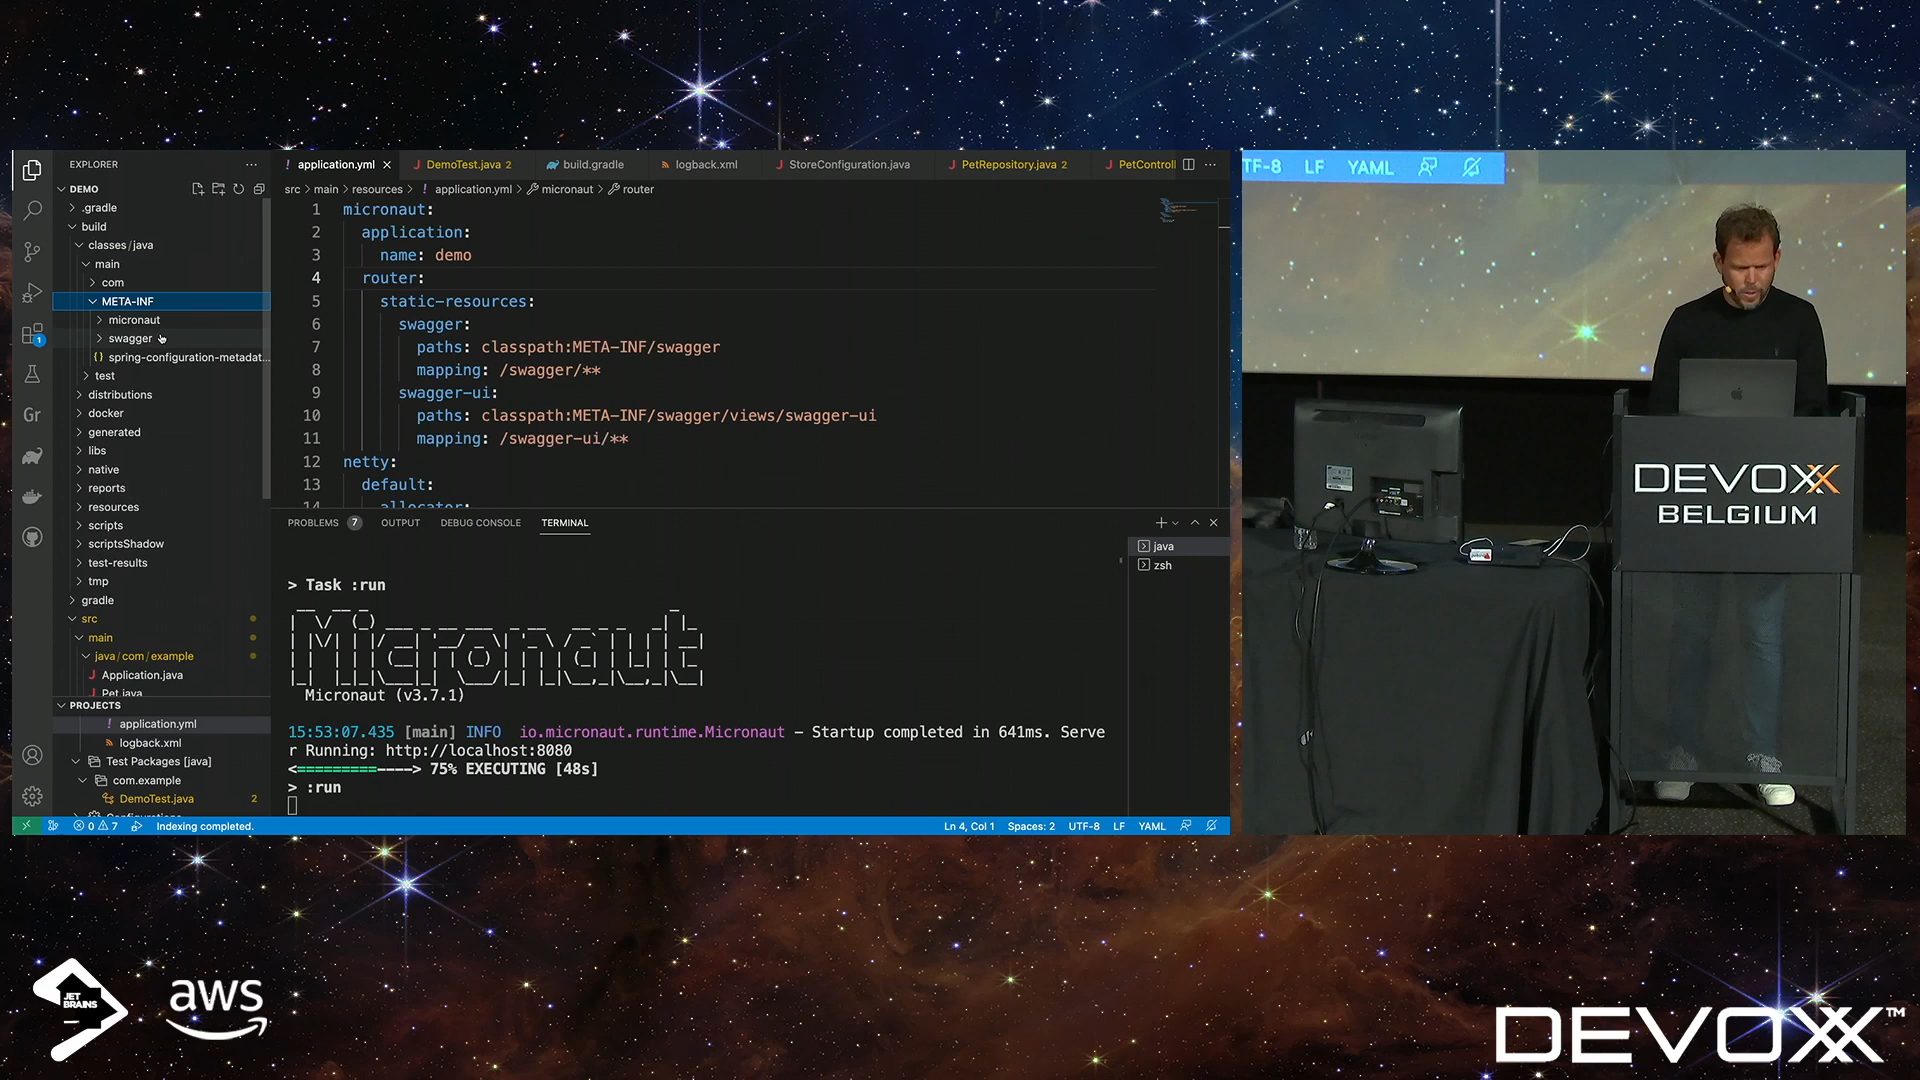 EXPLORER
DEMO
.gradle
build
classes/java
main
com
META-INF
micronaut
swagger
{} spring-configuration-metadat...
test
distributions
docker
generated
libs
native
reports
resources
scripts
scriptsShadow
test-results
tmp
gradle
src
main
java/com/example
J Application.java
J Pet.java
PROJECTS
! application.yml
logback.xml
Test Packages [java]
com.example
DemoTest.java 2
! application.yml
J DemoTest.java 2
build.gradle
logback.xml
J StoreConfiguration.java
J PetRepository.java 2
J PetControll
src > main > resources > ! application.yml > micronaut > router
1 micronaut:
2 application:
3 name: demo
4 router:
5 static-resources:
6 swagger:
7 paths: classpath:META-INF/swagger
8 mapping: /swagger/**
9 swagger-ui:
10 paths: classpath:META-INF/swagger/views/swagger-ui
11 mapping: /swagger-ui/**
12 netty:
13 default:
14 allocator:
PROBLEMS 7 OUTPUT DEBUG CONSOLE TERMINAL
java
zsh
> Task :run
Micronaut
Micronaut (v3.7.1)
15:53:07.435 [main] INFO io.micronaut.runtime.Micronaut – Startup completed in 641ms. Serve
r Running: http://localhost:8080
<=========----> 75% EXECUTING [48s]
> :run
Gr
1
0 7 Indexing completed.
Ln 4, Col 1 Spaces: 2 UTF-8 LF YAML
TF-8 LF YAML
DEVOXX
BELGIUM
JET
BRAINS
aws
DEVOXX™